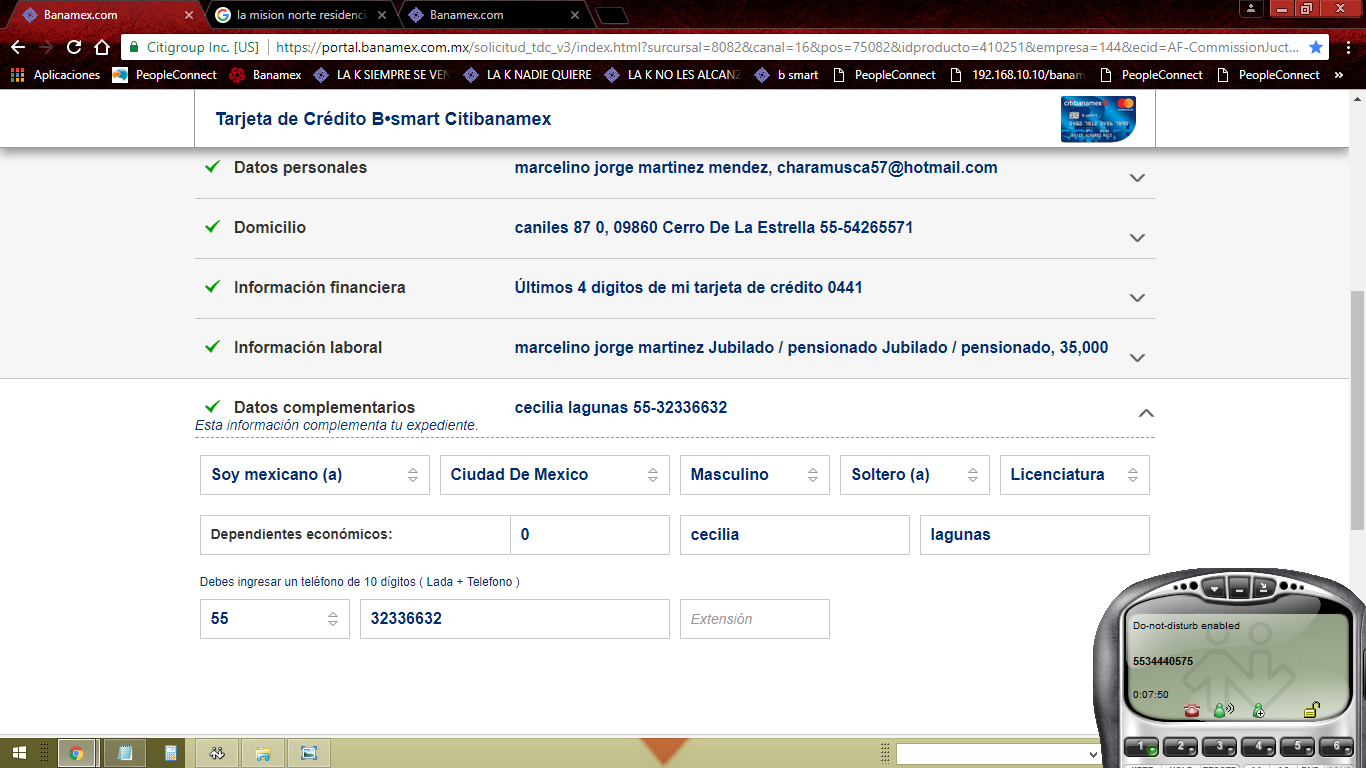 Banamex.com
la mision norte residenci
Banamex.com
Citigroup Inc. [US]
https://portal.banamex.com.mx/solicitud_tdc_v3/index.html?surcursal=8082&canal=16&pos=75082&idproducto=410251&empresa=144&ecid=AF-CommissionJuct...
Aplicaciones
PeopleConnect
Banamex
LA K SIEMPRE SE VEN
LA K NADIE QUIERE
LA K NO LES ALCANZ
b smart
PeopleConnect
192.168.10.10/banam
PeopleConnect
PeopleConnect
»
Tarjeta de Crédito B•smart Citibanamex
citibanamex
Datos personales
marcelino jorge martinez mendez, charamusca57@hotmail.com
Domicilio
caniles 87 0, 09860 Cerro De La Estrella 55-54265571
Información financiera
Últimos 4 dígitos de mi tarjeta de crédito 0441
Información laboral
marcelino jorge martinez Jubilado / pensionado Jubilado / pensionado, 35,000
Datos complementarios
cecilia lagunas 55-32336632
Esta información complementa tu expediente.
Soy mexicano (a)
Ciudad De Mexico
Masculino
Soltero (a)
Licenciatura
Dependientes económicos:
0
cecilia
lagunas
Debes ingresar un teléfono de 10 dígitos ( Lada + Telefono )
55
32336632
Extensión
Do-not-disturb enabled
5534440575
0:07:50
1
2
3
4
5
6